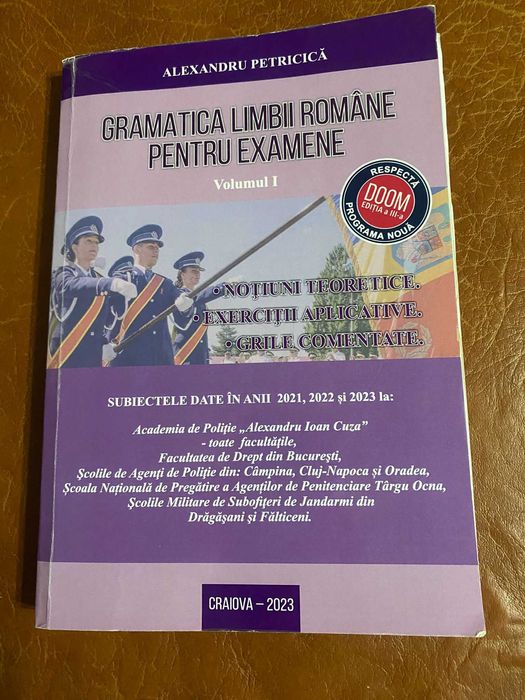 ALEXANDRU PETRICICĂ
GRAMATICA LIMBII ROMÂNE
PENTRU EXAMENE
Volumul I
RESPECTĂ
DOOM
EDIȚIA a III-a
PROGRAMA NOUĂ
• NOȚIUNI TEORETICE.
• EXERCIȚII APLICATIVE.
• GRILE COMENTATE.
SUBIECTELE DATE ÎN ANII 2021, 2022 și 2023 la:
Academia de Poliție „Alexandru Ioan Cuza”
- toate facultățile,
Facultatea de Drept din București,
Școlile de Agenți de Poliție din: Câmpina, Cluj-Napoca și Oradea,
Școala Națională de Pregătire a Agenților de Penitenciare Târgu Ocna,
Școlile Militare de Subofițeri de Jandarmi din
Drăgășani și Fălticeni.
CRAIOVA – 2023